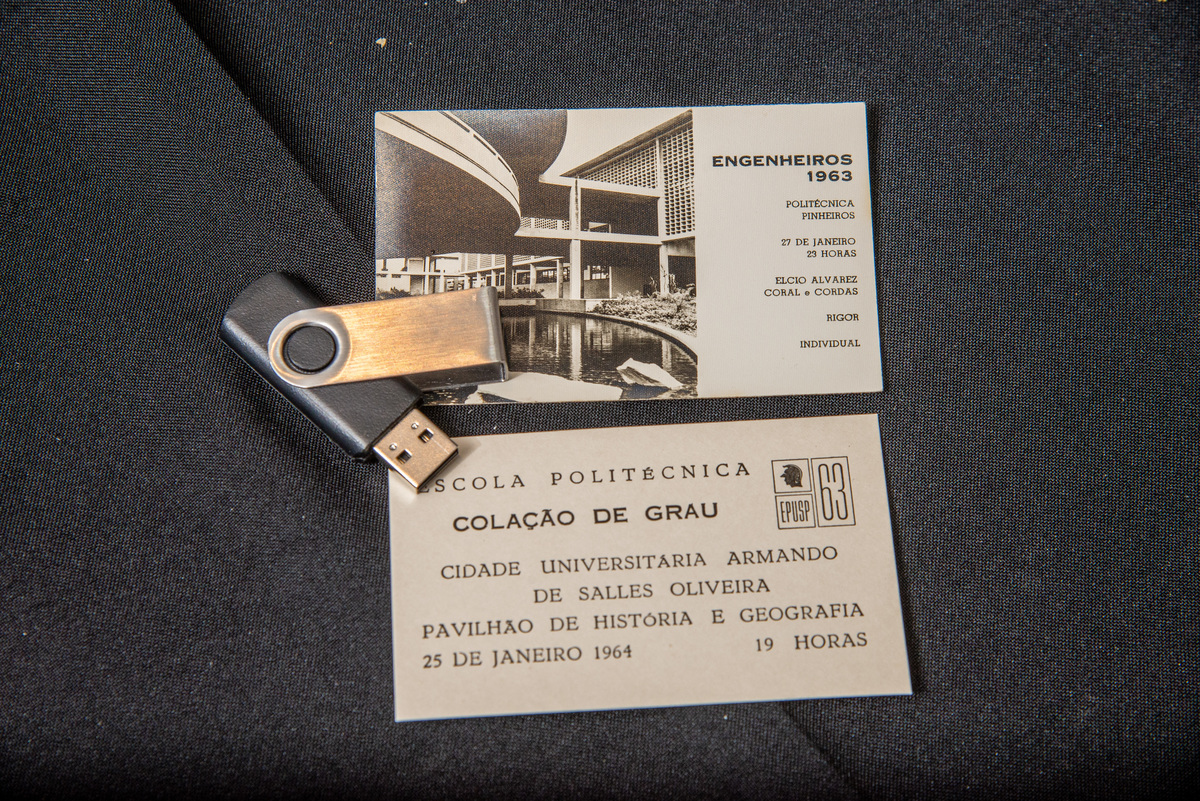 ENGENHEIROS
1963
POLITÉCNICA
PINHEIROS
27 DE JANEIRO
23 HORAS
ELCIO ALVAREZ
CORAL e CORDAS
RIGOR
INDIVIDUAL
ESCOLA POLITÉCNICA
COLAÇÃO DE GRAU
EPUSP 63
CIDADE UNIVERSITÁRIA ARMANDO
DE SALLES OLIVEIRA
PAVILHÃO DE HISTÓRIA E GEOGRAFIA
25 DE JANEIRO 1964 19 HORAS